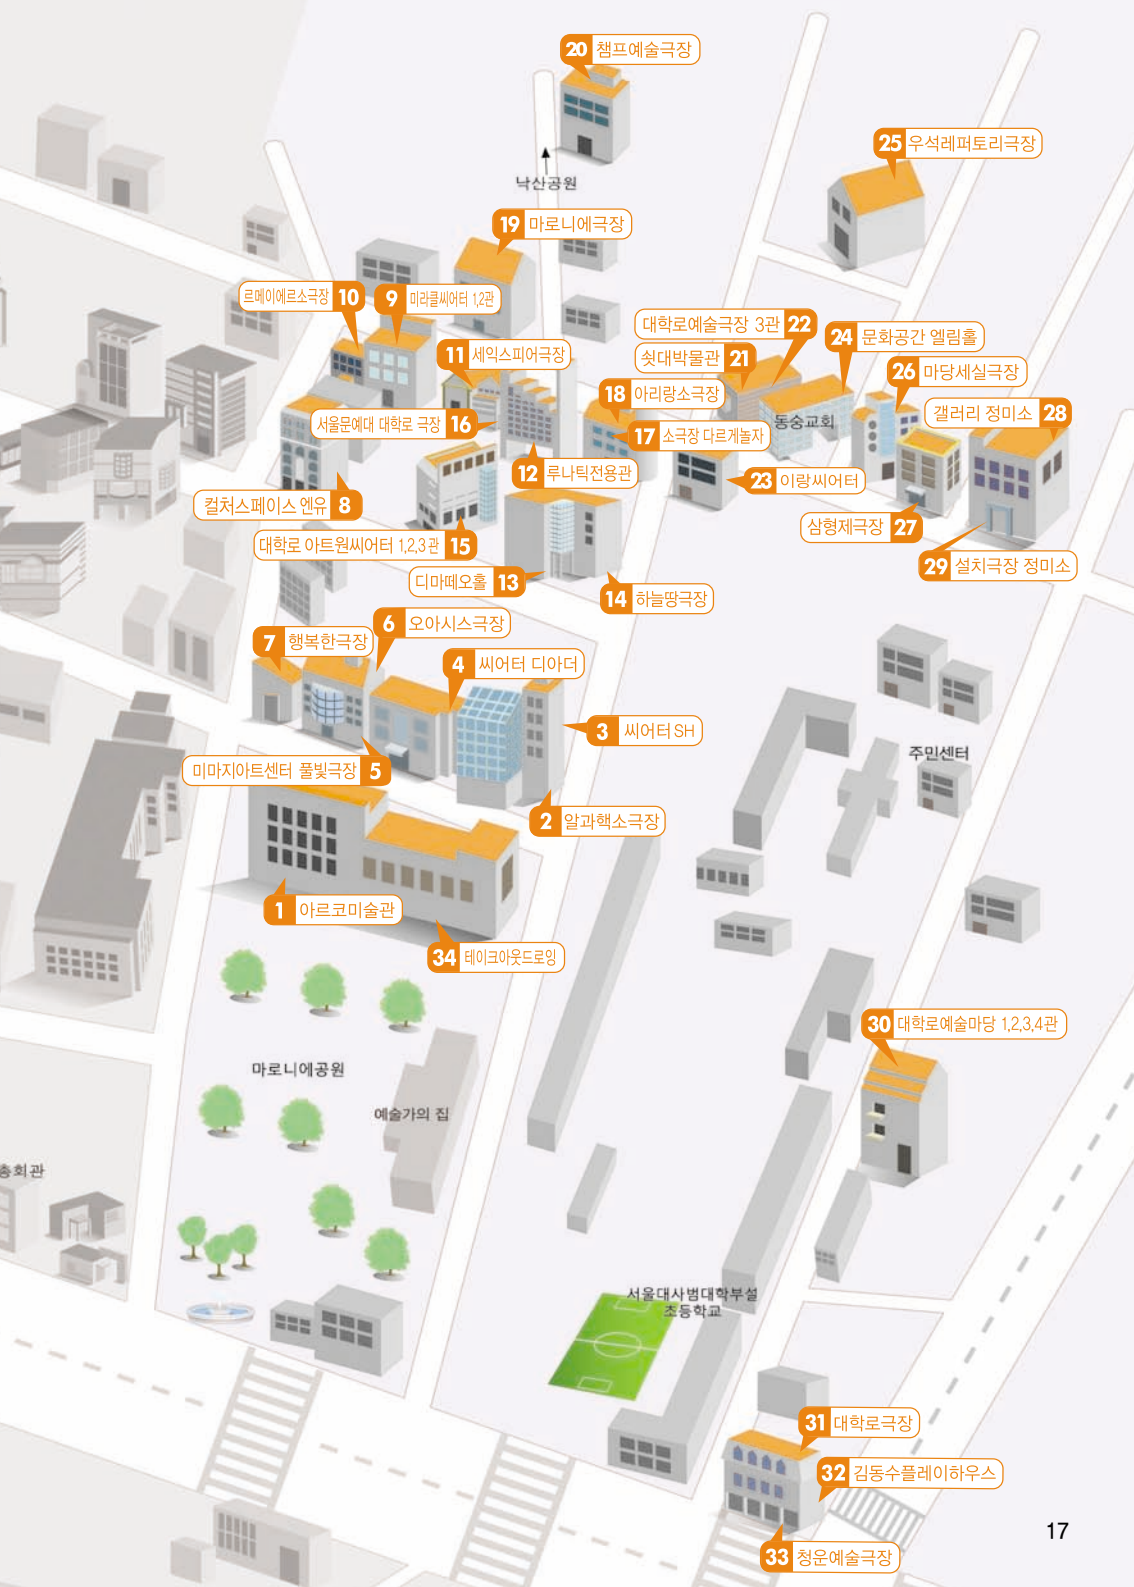 20 챔프예술극장
25 우석레퍼토리극장
낙산공원
19 마로니에극장
르메이에르소극장 10
9 미라클씨어터 1,2관
대학로예술극장 3관 22
24 문화공간 엘림홀
11 세익스피어극장
쇳대박물관 21
26 마당세실극장
18 아리랑소극장
갤러리 정미소 28
서울문예대 대학로 극장 16
동숭교회
17 소극장 다르게놀자
12 루나틱전용관
23 이랑씨어터
컬처스페이스 엔유 8
삼형제극장 27
대학로 아트원씨어터 1,2,3관 15
29 설치극장 정미소
디마떼오홀 13
14 하늘땅극장
6 오아시스극장
7 행복한극장
4 씨어터 디아더
3 씨어터 SH
주민센터
미마지아트센터 풀빛극장 5
2 알과핵소극장
1 아르코미술관
34 테이크아웃드로잉
30 대학로예술마당 1,2,3,4관
마로니에공원
예술가의 집
총회관
서울대사범대학부설
초등학교
31 대학로극장
32 김동수플레이하우스
33 청운예술극장
17